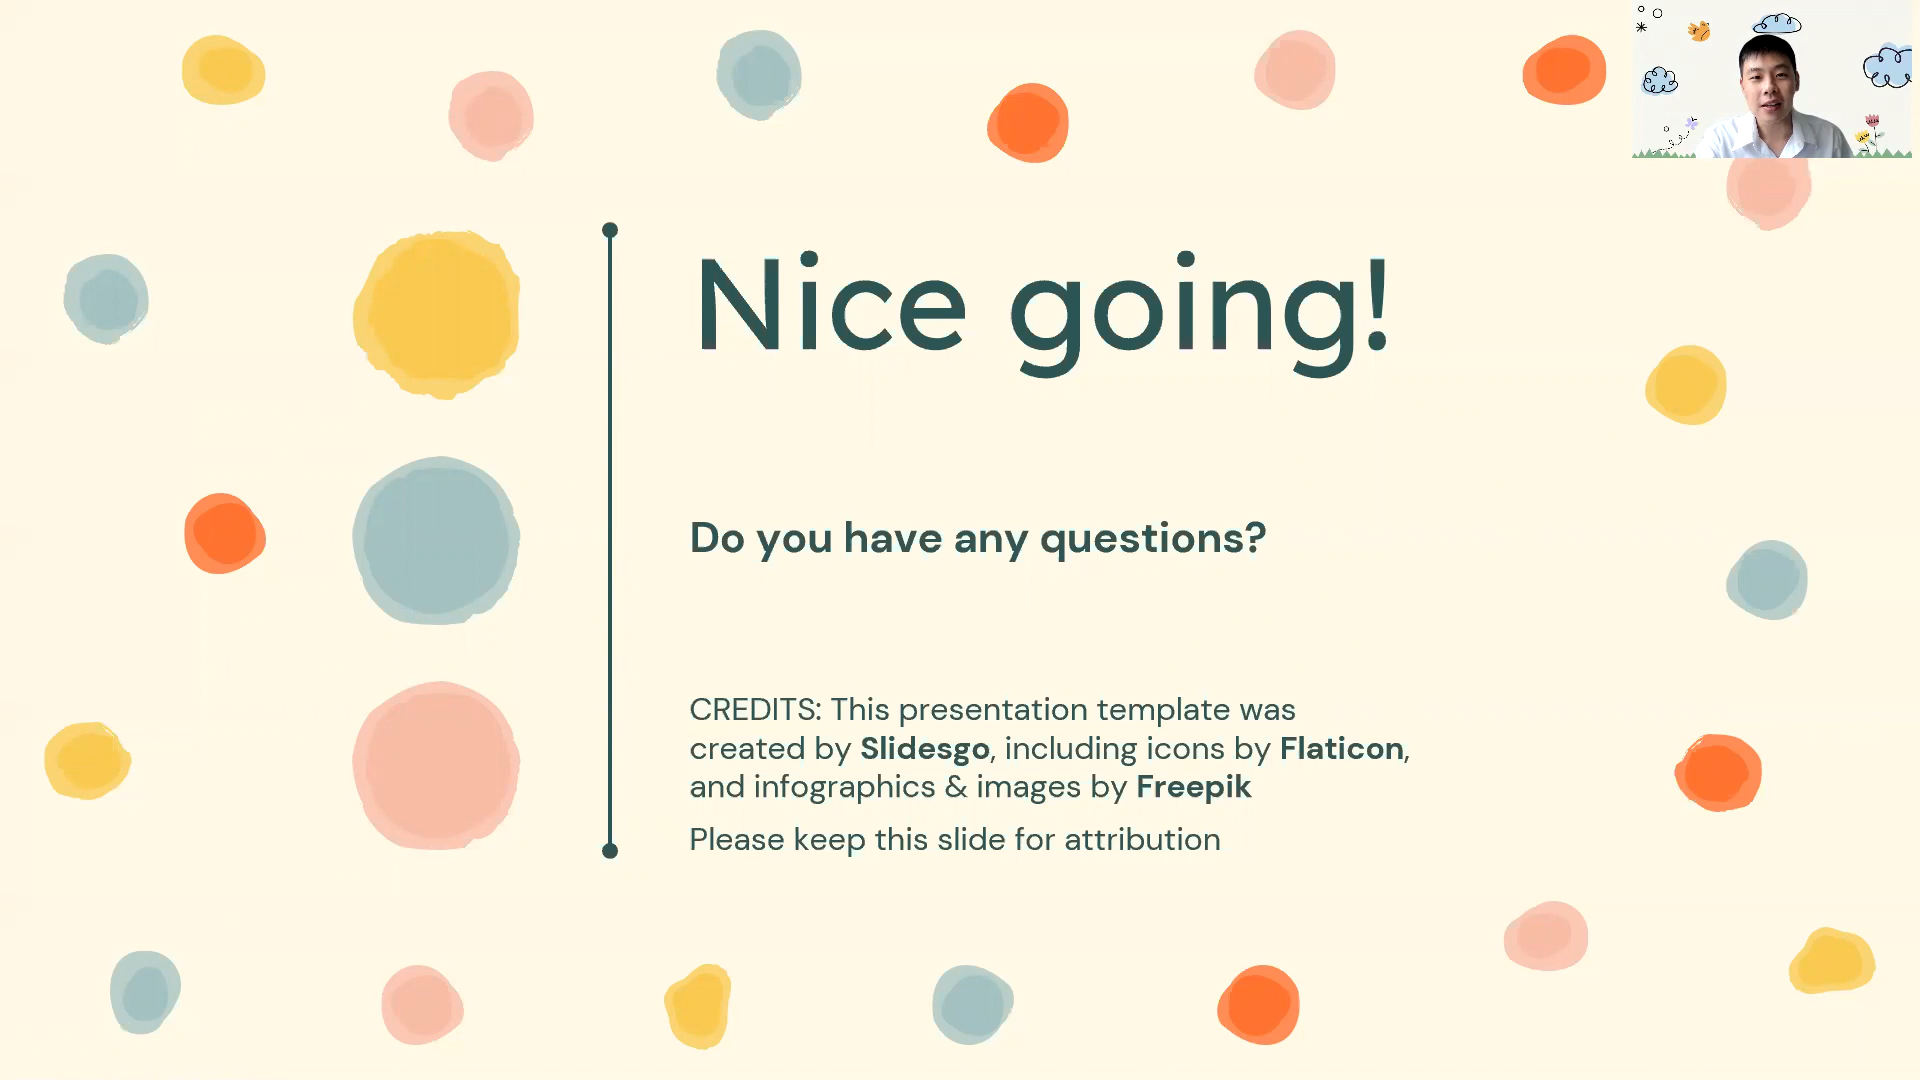 Nice going!
Do you have any questions?
CREDITS: This presentation template was
created by Slidesgo, including icons by Flaticon,
and infographics & images by Freepik
Please keep this slide for attribution